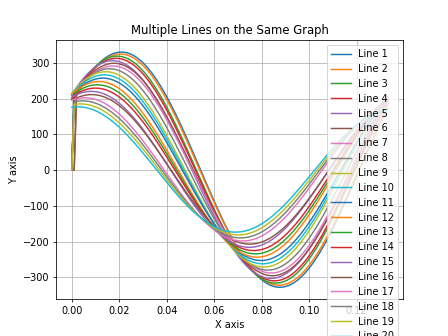 Multiple Lines on the Same Graph
Line 1
Line 2
Line 3
Line 4
Line 5
Line 6
Line 7
Line 8
Line 9
Line 10
Line 11
Line 12
Line 13
Line 14
Line 15
Line 16
Line 17
Line 18
Line 19
Line 20
300
200
100
0
−100
−200
−300
Y axis
0.00
0.02
0.04
0.06
0.08
0.10
X axis